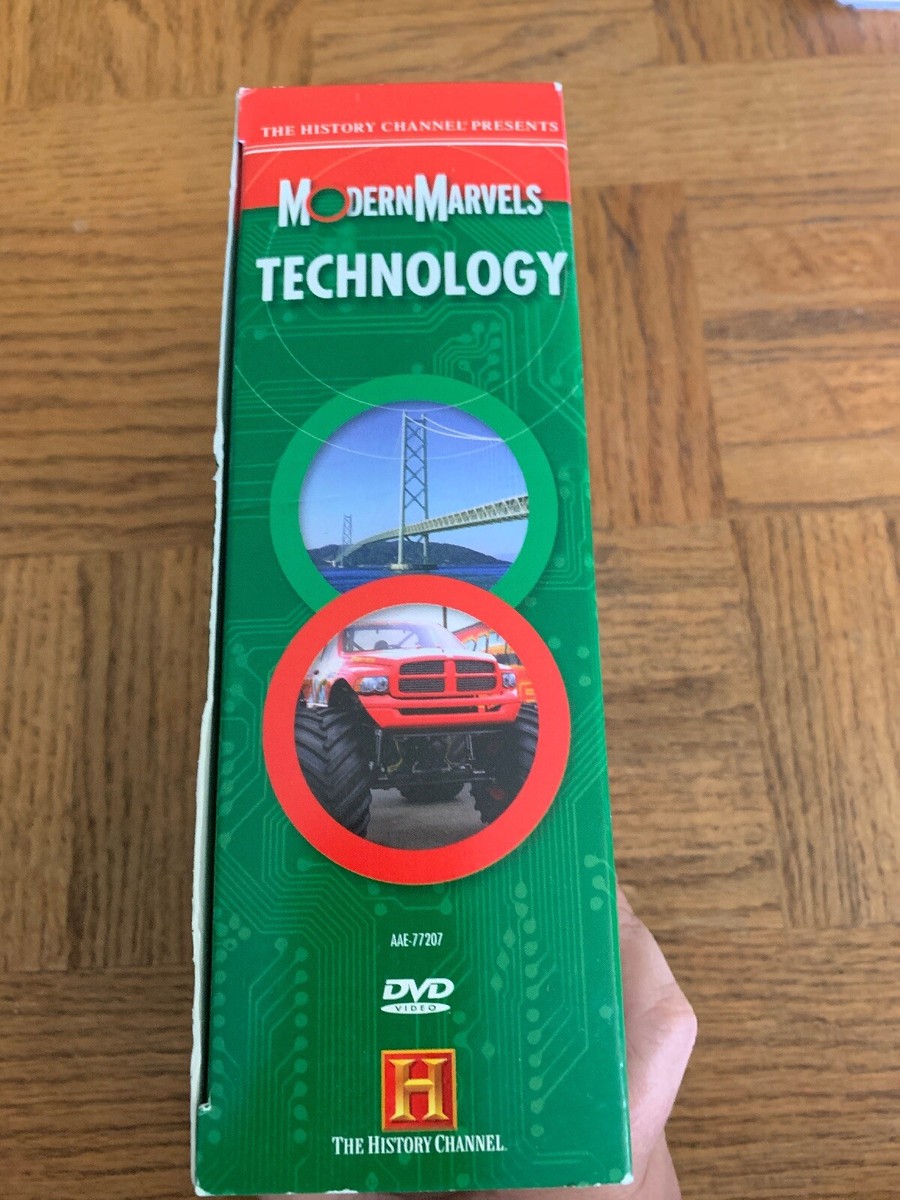 THE HISTORY CHANNEL® PRESENTS
MODERN MARVELS
TECHNOLOGY
AAE-77207
DVD
VIDEO
H
THE HISTORY CHANNEL.